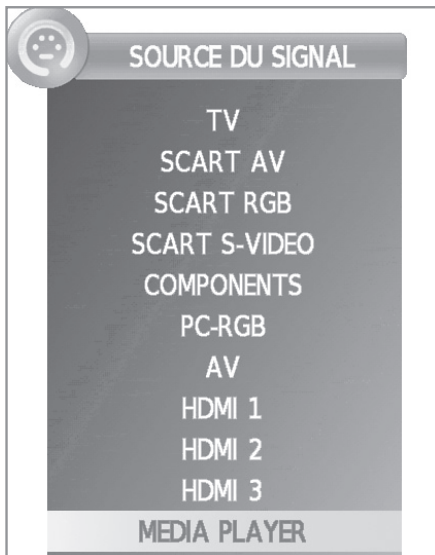 SOURCE DU SIGNAL
TV
SCART AV
SCART RGB
SCART S-VIDEO
COMPONENTS
PC-RGB
AV
HDMI 1
HDMI 2
HDMI 3
MEDIA PLAYER